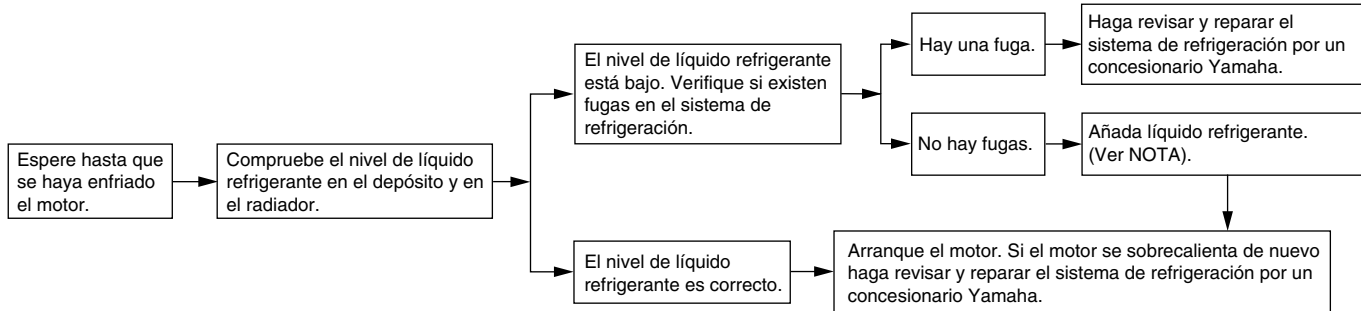 Espere hasta que
se haya enfriado
el motor.
Compruebe el nivel de líquido
refrigerante en el depósito y en
el radiador.
El nivel de líquido refrigerante
está bajo. Verifique si existen
fugas en el sistema de
refrigeración.
Hay una fuga.
Haga revisar y reparar el
sistema de refrigeración por un
concesionario Yamaha.
No hay fugas.
Añada líquido refrigerante.
(Ver NOTA).
El nivel de líquido
refrigerante es correcto.
Arranque el motor. Si el motor se sobrecalienta de nuevo
haga revisar y reparar el sistema de refrigeración por un
concesionario Yamaha.